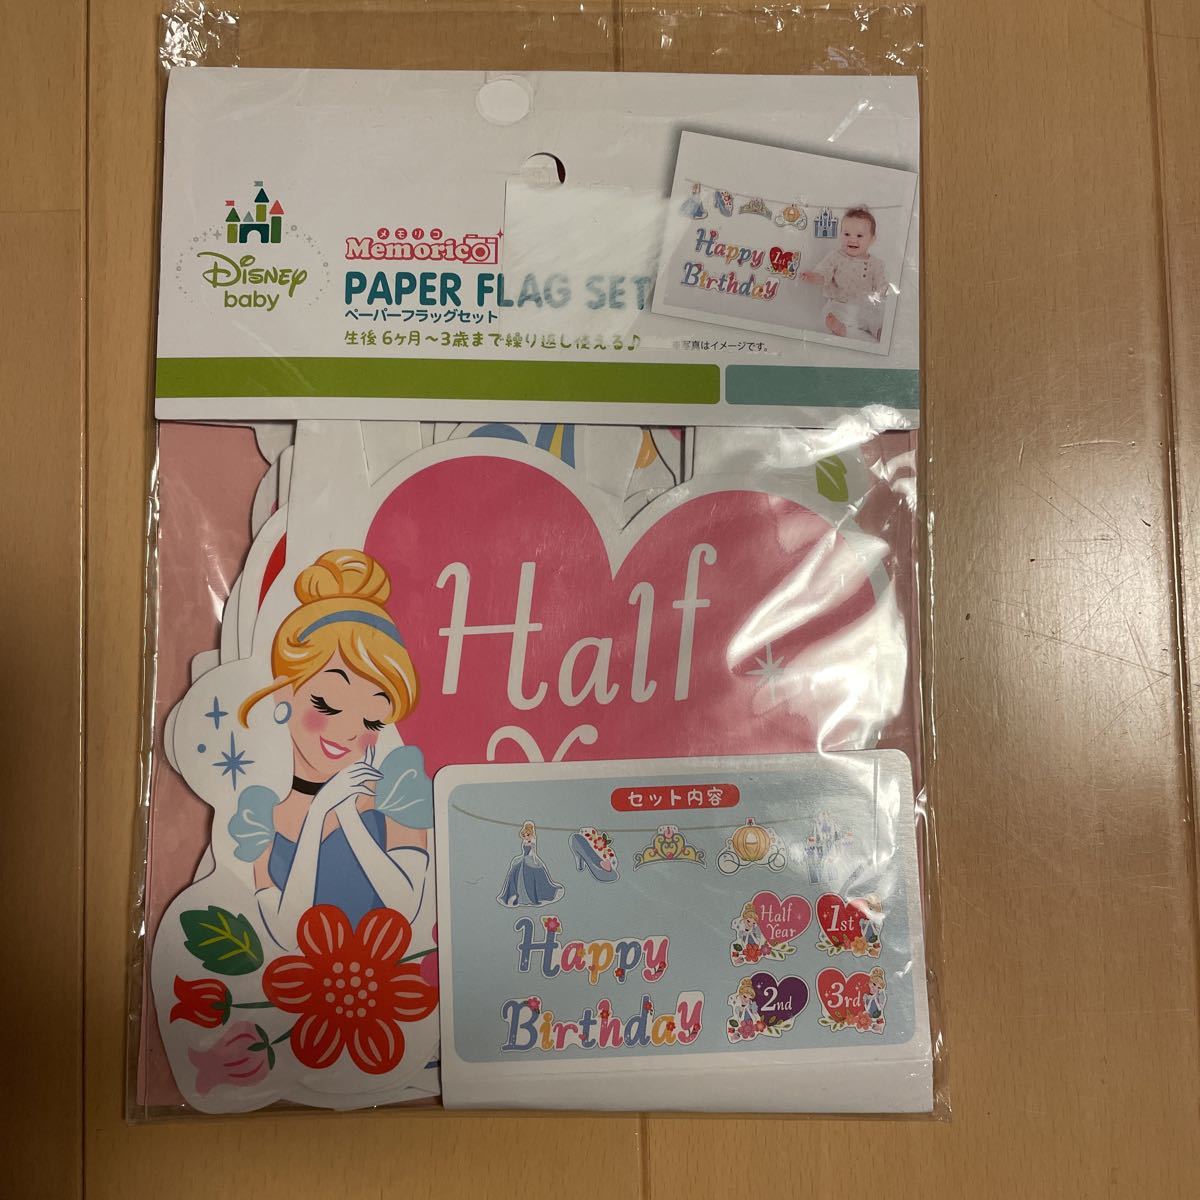 Disney
baby
メモリコ
Memorico
PAPER FLAG SET
ペーパーフラッグセット
生後6ヶ月～3歳まで繰り返し使える♪
Happy
1st
Birthday
※写真はイメージです。
Half
セット内容
Happy
Birthday
Half
Year
1st
2nd
3rd